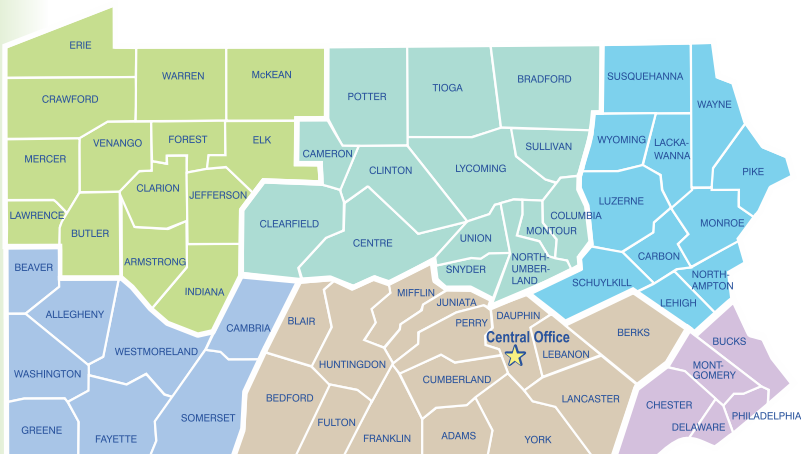 ERIE
WARREN
McKEAN
CRAWFORD
POTTER
TIOGA
BRADFORD
SUSQUEHANNA
WAYNE
VENANGO
FOREST
ELK
MERCER
CAMERON
CLINTON
LYCOMING
SULLIVAN
WYOMING
LACKA-
WANNA
PIKE
CLARION
JEFFERSON
LAWRENCE
BUTLER
CLEARFIELD
CENTRE
UNION
COLUMBIA
MONTOUR
LUZERNE
MONROE
ARMSTRONG
INDIANA
SNYDER
NORTH-
UMBER-
LAND
CARBON
SCHUYLKILL
NORTH-
AMPTON
LEHIGH
BEAVER
ALLEGHENY
CAMBRIA
BLAIR
MIFFLIN
JUNIATA
PERRY
DAUPHIN
Central Office
LEBANON
BERKS
BUCKS
WESTMORELAND
WASHINGTON
HUNTINGDON
CUMBERLAND
MONT-
GOMERY
BEDFORD
LANCASTER
CHESTER
PHILADELPHIA
DELAWARE
GREENE
FAYETTE
SOMERSET
FULTON
FRANKLIN
ADAMS
YORK